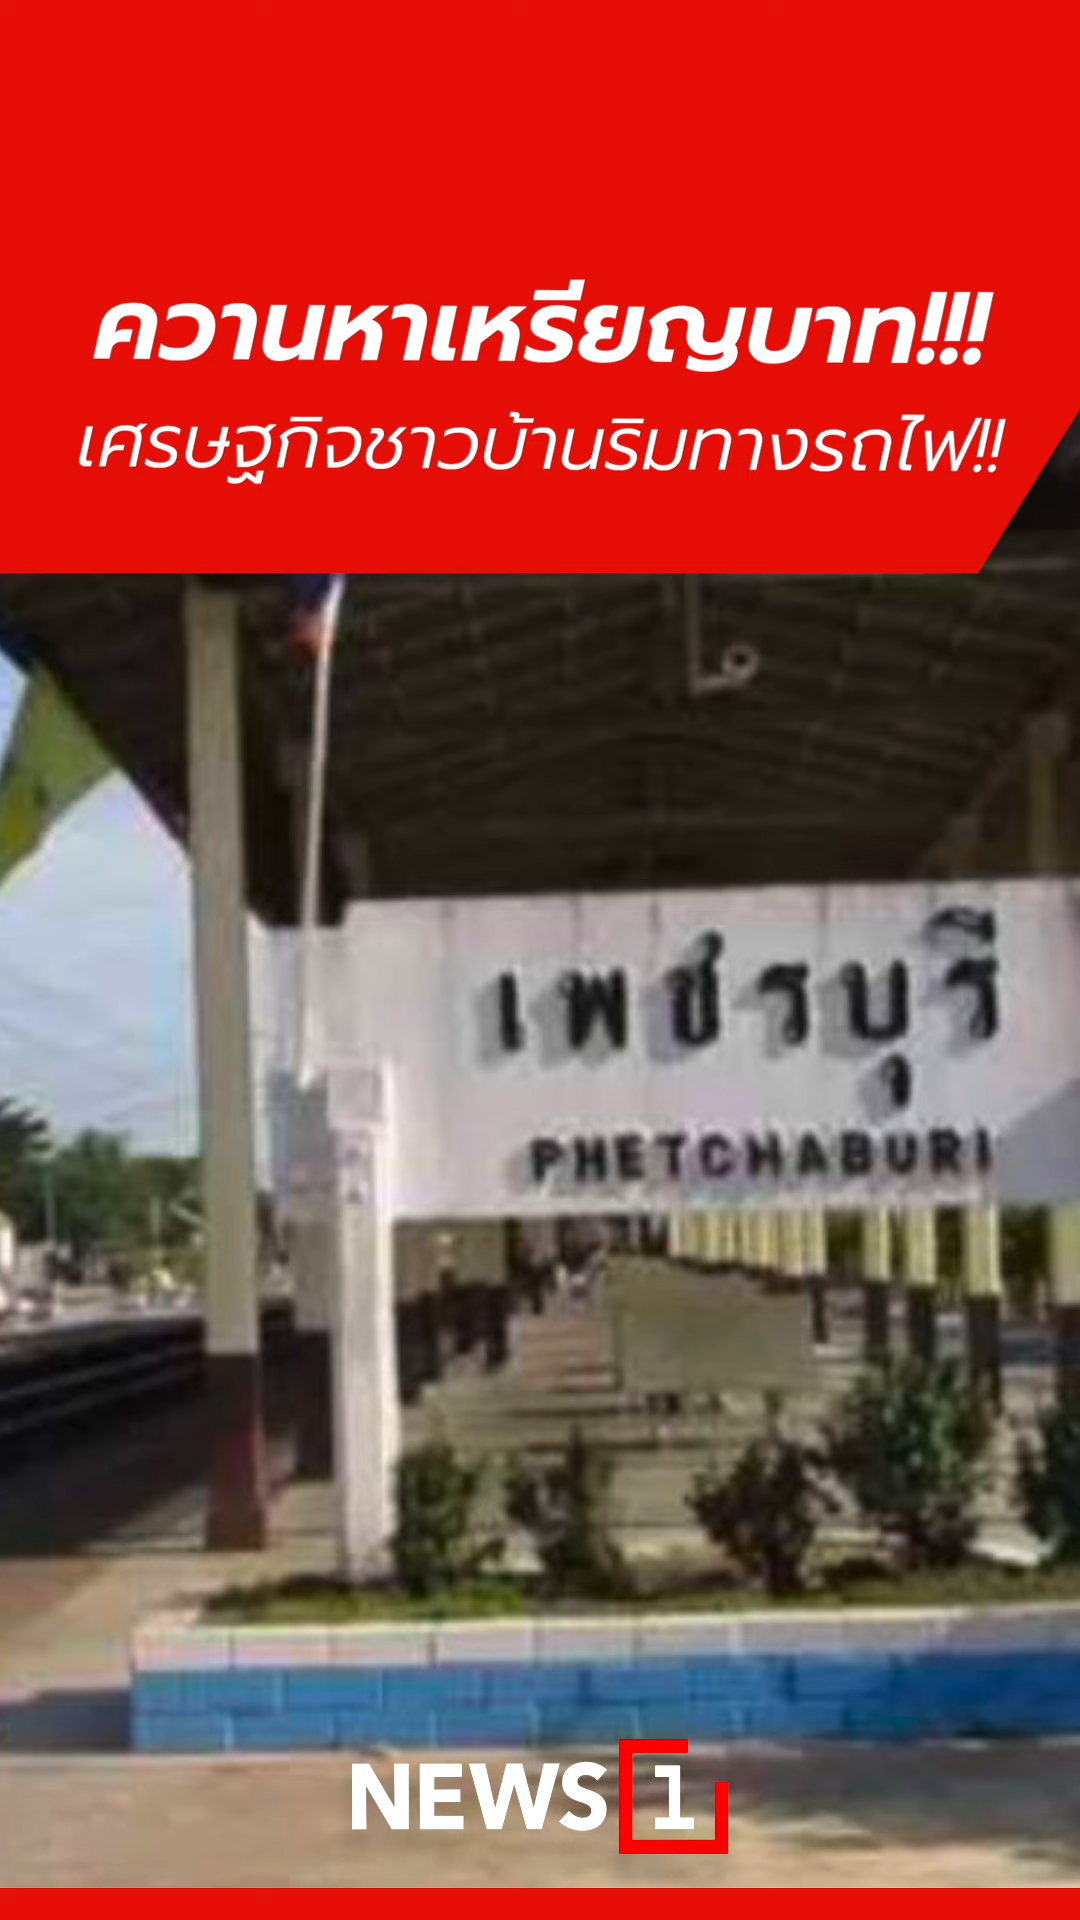 ควานหาเหรียญบาท!!!
เศรษฐกิจชาวบ้านริมทางรถไฟ!!
เพชรบุรี
PHETCHABURI
NEWS 1